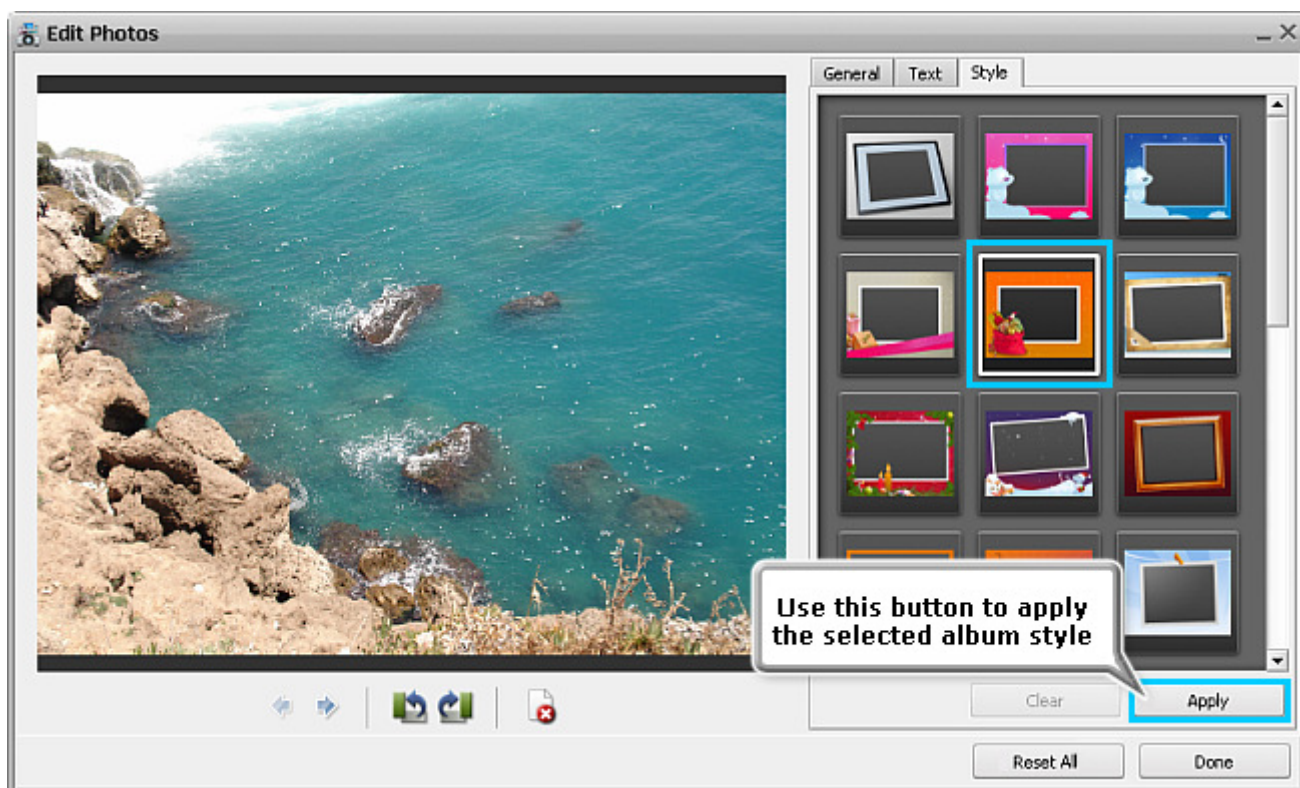 Edit Photos
General Text Style
Use this button to apply
the selected album style
Clear Apply
Reset All Done